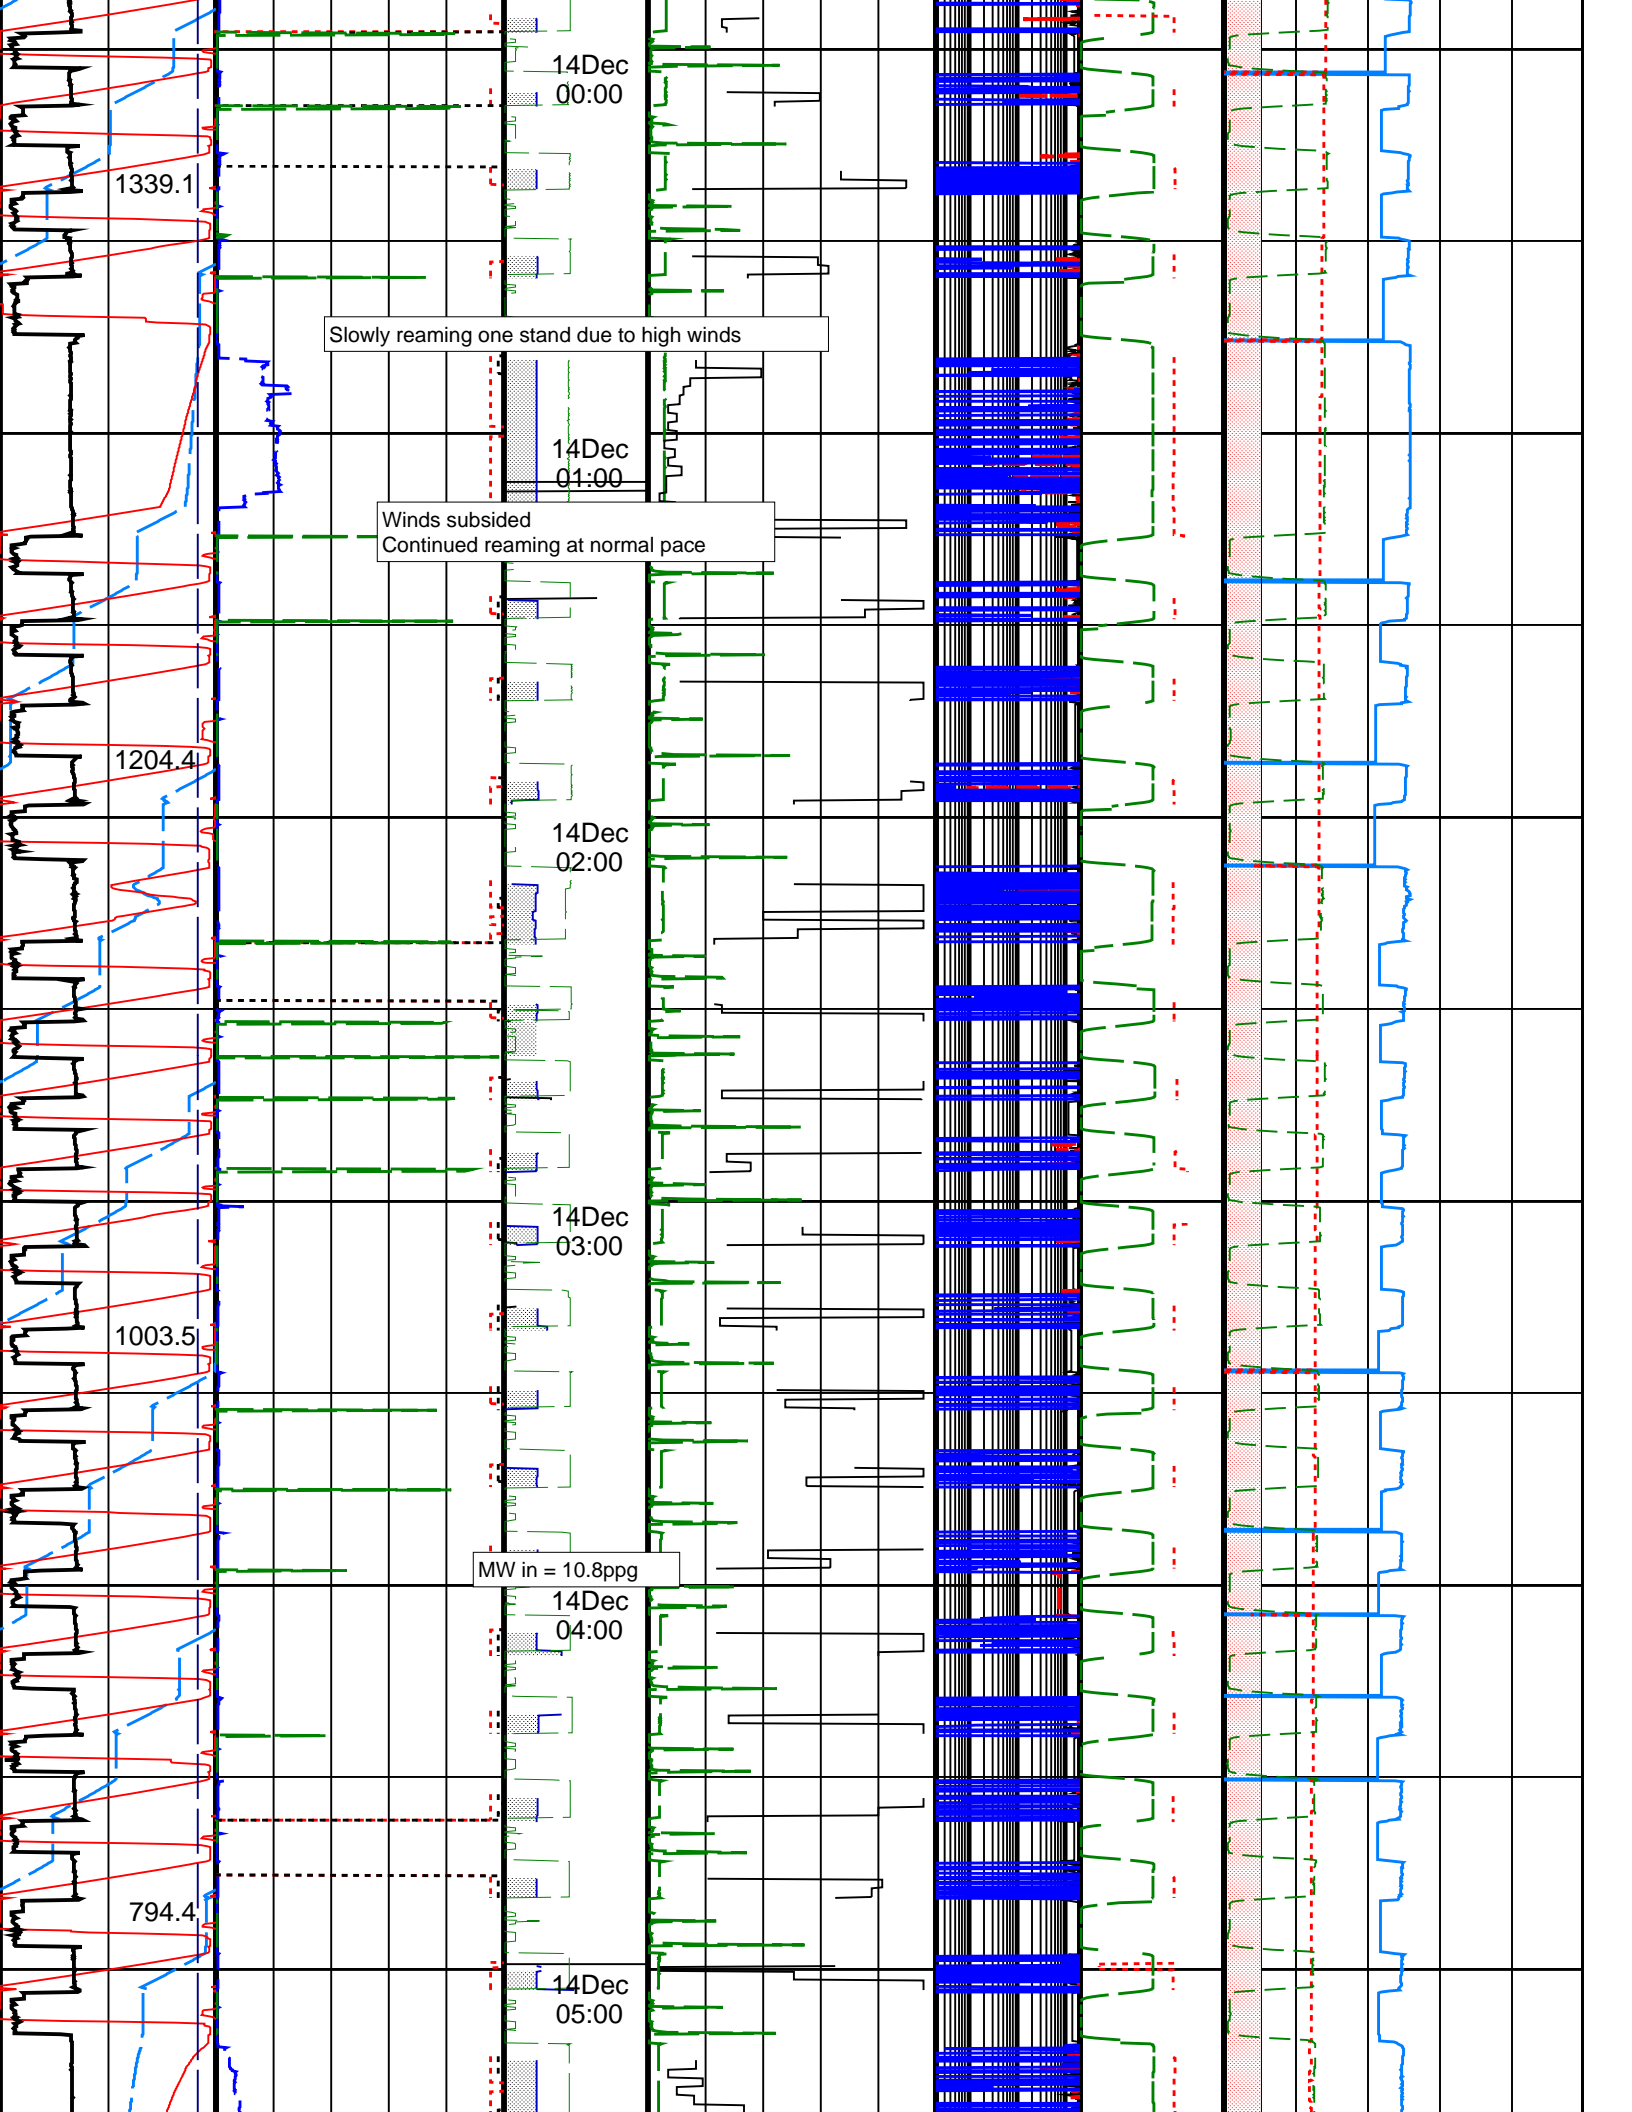 14Dec
00:00
1339.1
Slowly reaming one stand due to high winds
14Dec
01:00
Winds subsided
Continued reaming at normal pace
1204.4
14Dec
02:00
14Dec
03:00
1003.5
MW in = 10.8ppg
14Dec
04:00
794.4
14Dec
05:00